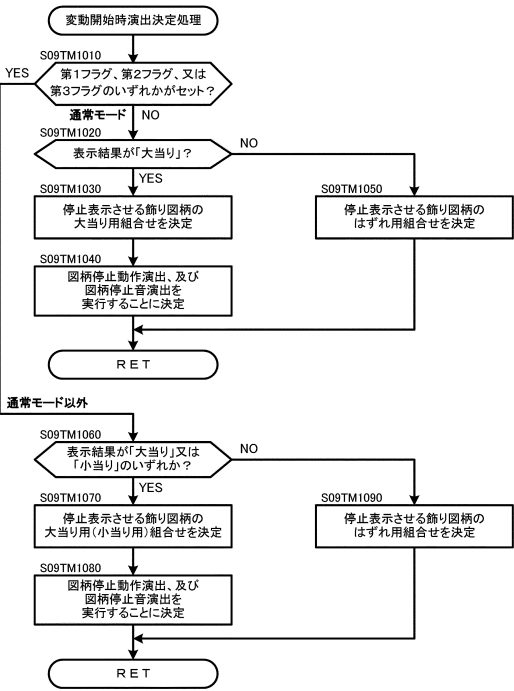 変動開始時演出決定処理
S09TM1010
YES
第1フラグ、第2フラグ、又は
第3フラグのいずれかがセット？
通常モード NO
S09TM1020
表示結果が「大当り」？
NO
YES
S09TM1030
停止表示させる飾り図柄の
大当り用組合せを決定
S09TM1050
停止表示させる飾り図柄の
はずれ用組合せを決定
S09TM1040
図柄停止動作演出、及び
図柄停止音演出を
実行することに決定
RET
通常モード以外
S09TM1060
表示結果が「大当り」又は
「小当り」のいずれか？
NO
YES
S09TM1070
停止表示させる飾り図柄の
大当り用(小当り用)組合せを決定
S09TM1090
停止表示させる飾り図柄の
はずれ用組合せを決定
S09TM1080
図柄停止動作演出、及び
図柄停止音演出を
実行することに決定
RET